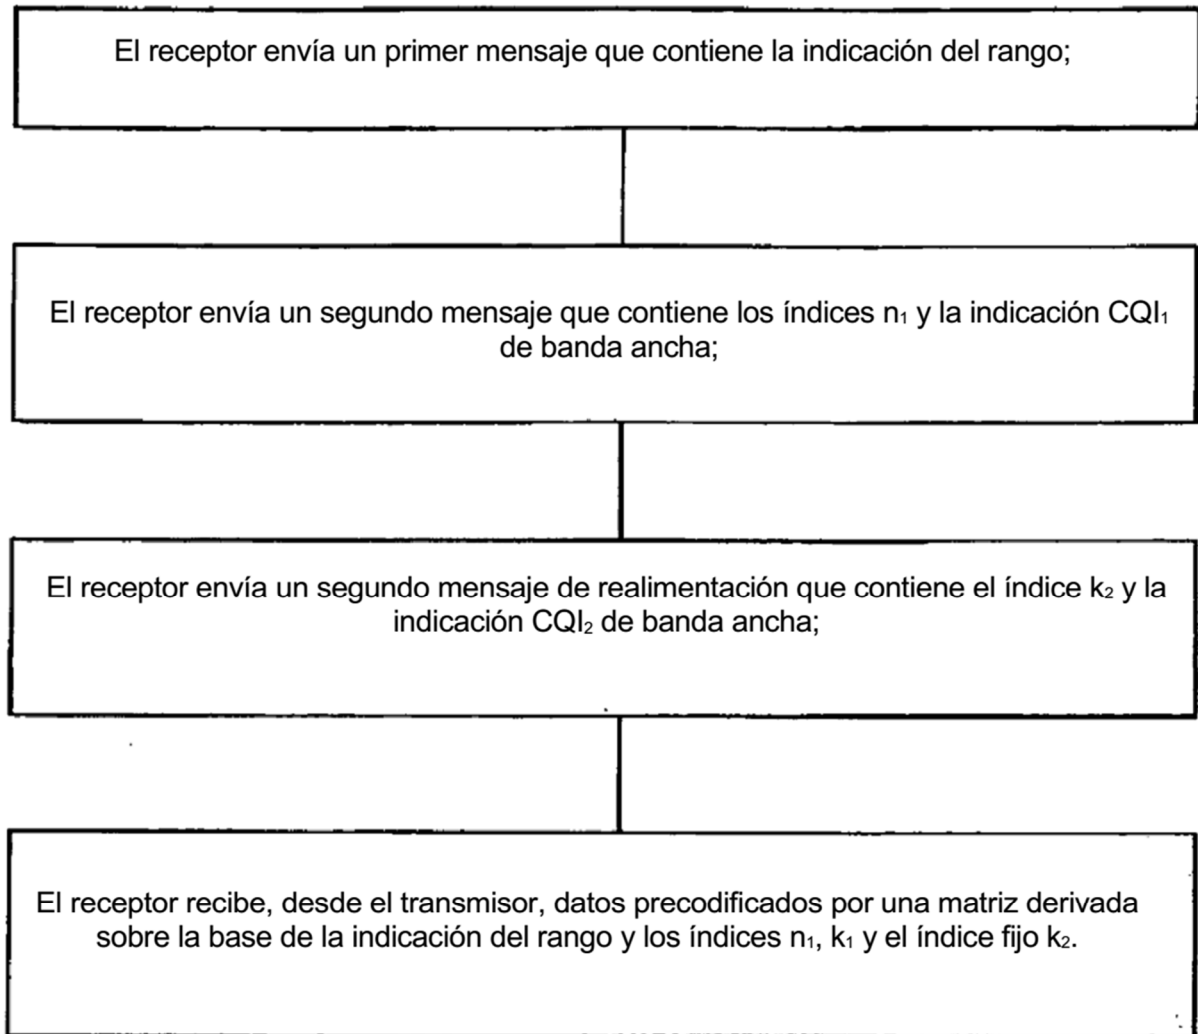 El receptor envía un primer mensaje que contiene la indicación del rango;
El receptor envía un segundo mensaje que contiene los índices n₁ y la indicación CQI₁
de banda ancha;
El receptor envía un segundo mensaje de realimentación que contiene el índice k₂ y la
indicación CQI₂ de banda ancha;
El receptor recibe, desde el transmisor, datos precodificados por una matriz derivada
sobre la base de la indicación del rango y los índices n₁, k₁ y el índice fijo k₂.